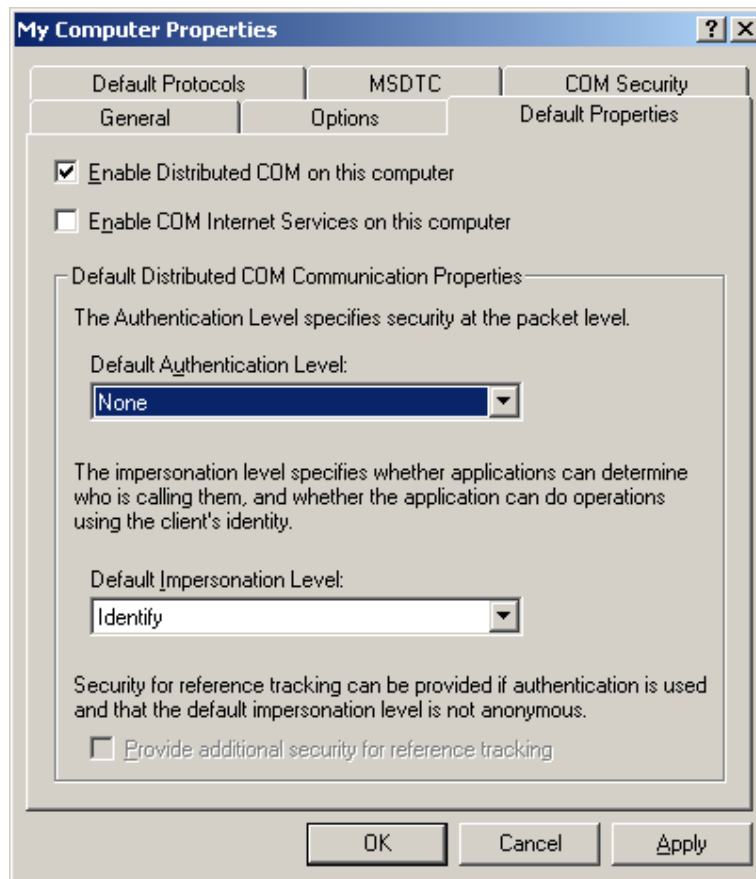 My Computer Properties
Default Protocols MSDTC COM Security
General Options Default Properties
Enable Distributed COM on this computer
Enable COM Internet Services on this computer
Default Distributed COM Communication Properties
The Authentication Level specifies security at the packet level.
Default Authentication Level:
None
The impersonation level specifies whether applications can determine
who is calling them, and whether the application can do operations
using the client's identity.
Default Impersonation Level:
Identify
Security for reference tracking can be provided if authentication is used
and that the default impersonation level is not anonymous.
Provide additional security for reference tracking
OK Cancel Apply